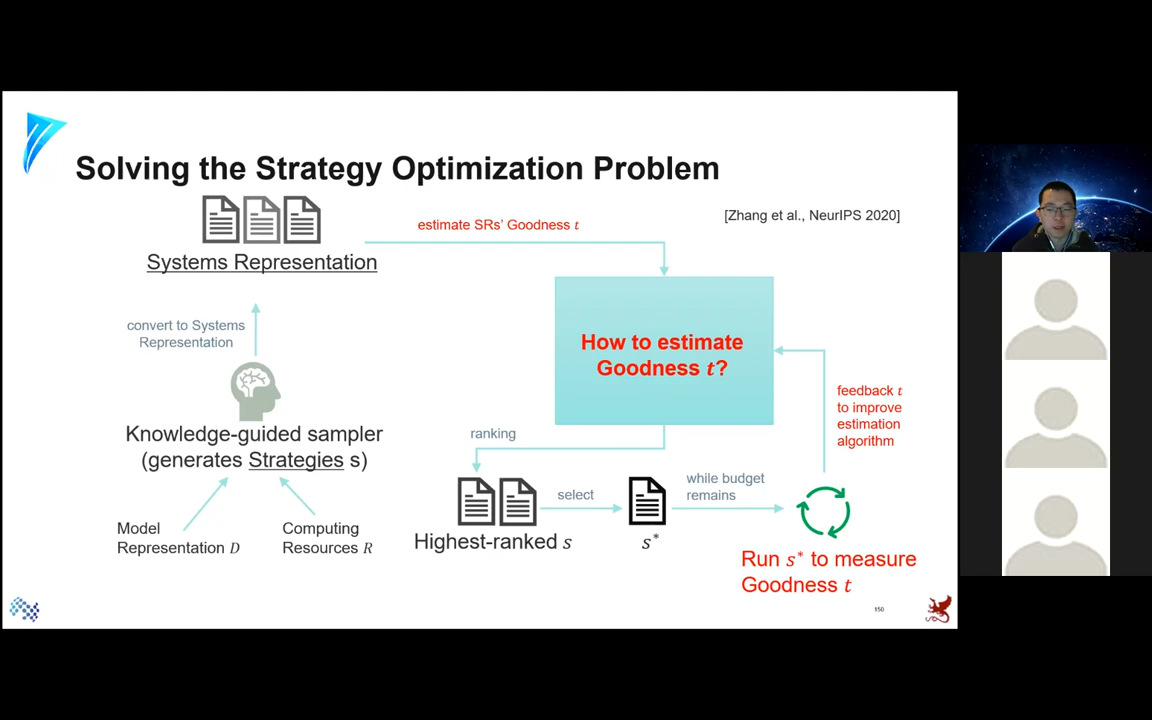 Solving the Strategy Optimization Problem
[Zhang et al., NeurIPS 2020]
estimate SRs' Goodness t
Systems Representation
convert to Systems
Representation
How to estimate
Goodness t?
feedback t
to improve
estimation
algorithm
Knowledge-guided sampler
(generates Strategies s)
ranking
while budget
remains
select
Model
Representation D
Computing
Resources R
Highest-ranked s
s*
Run s* to measure
Goodness t
150